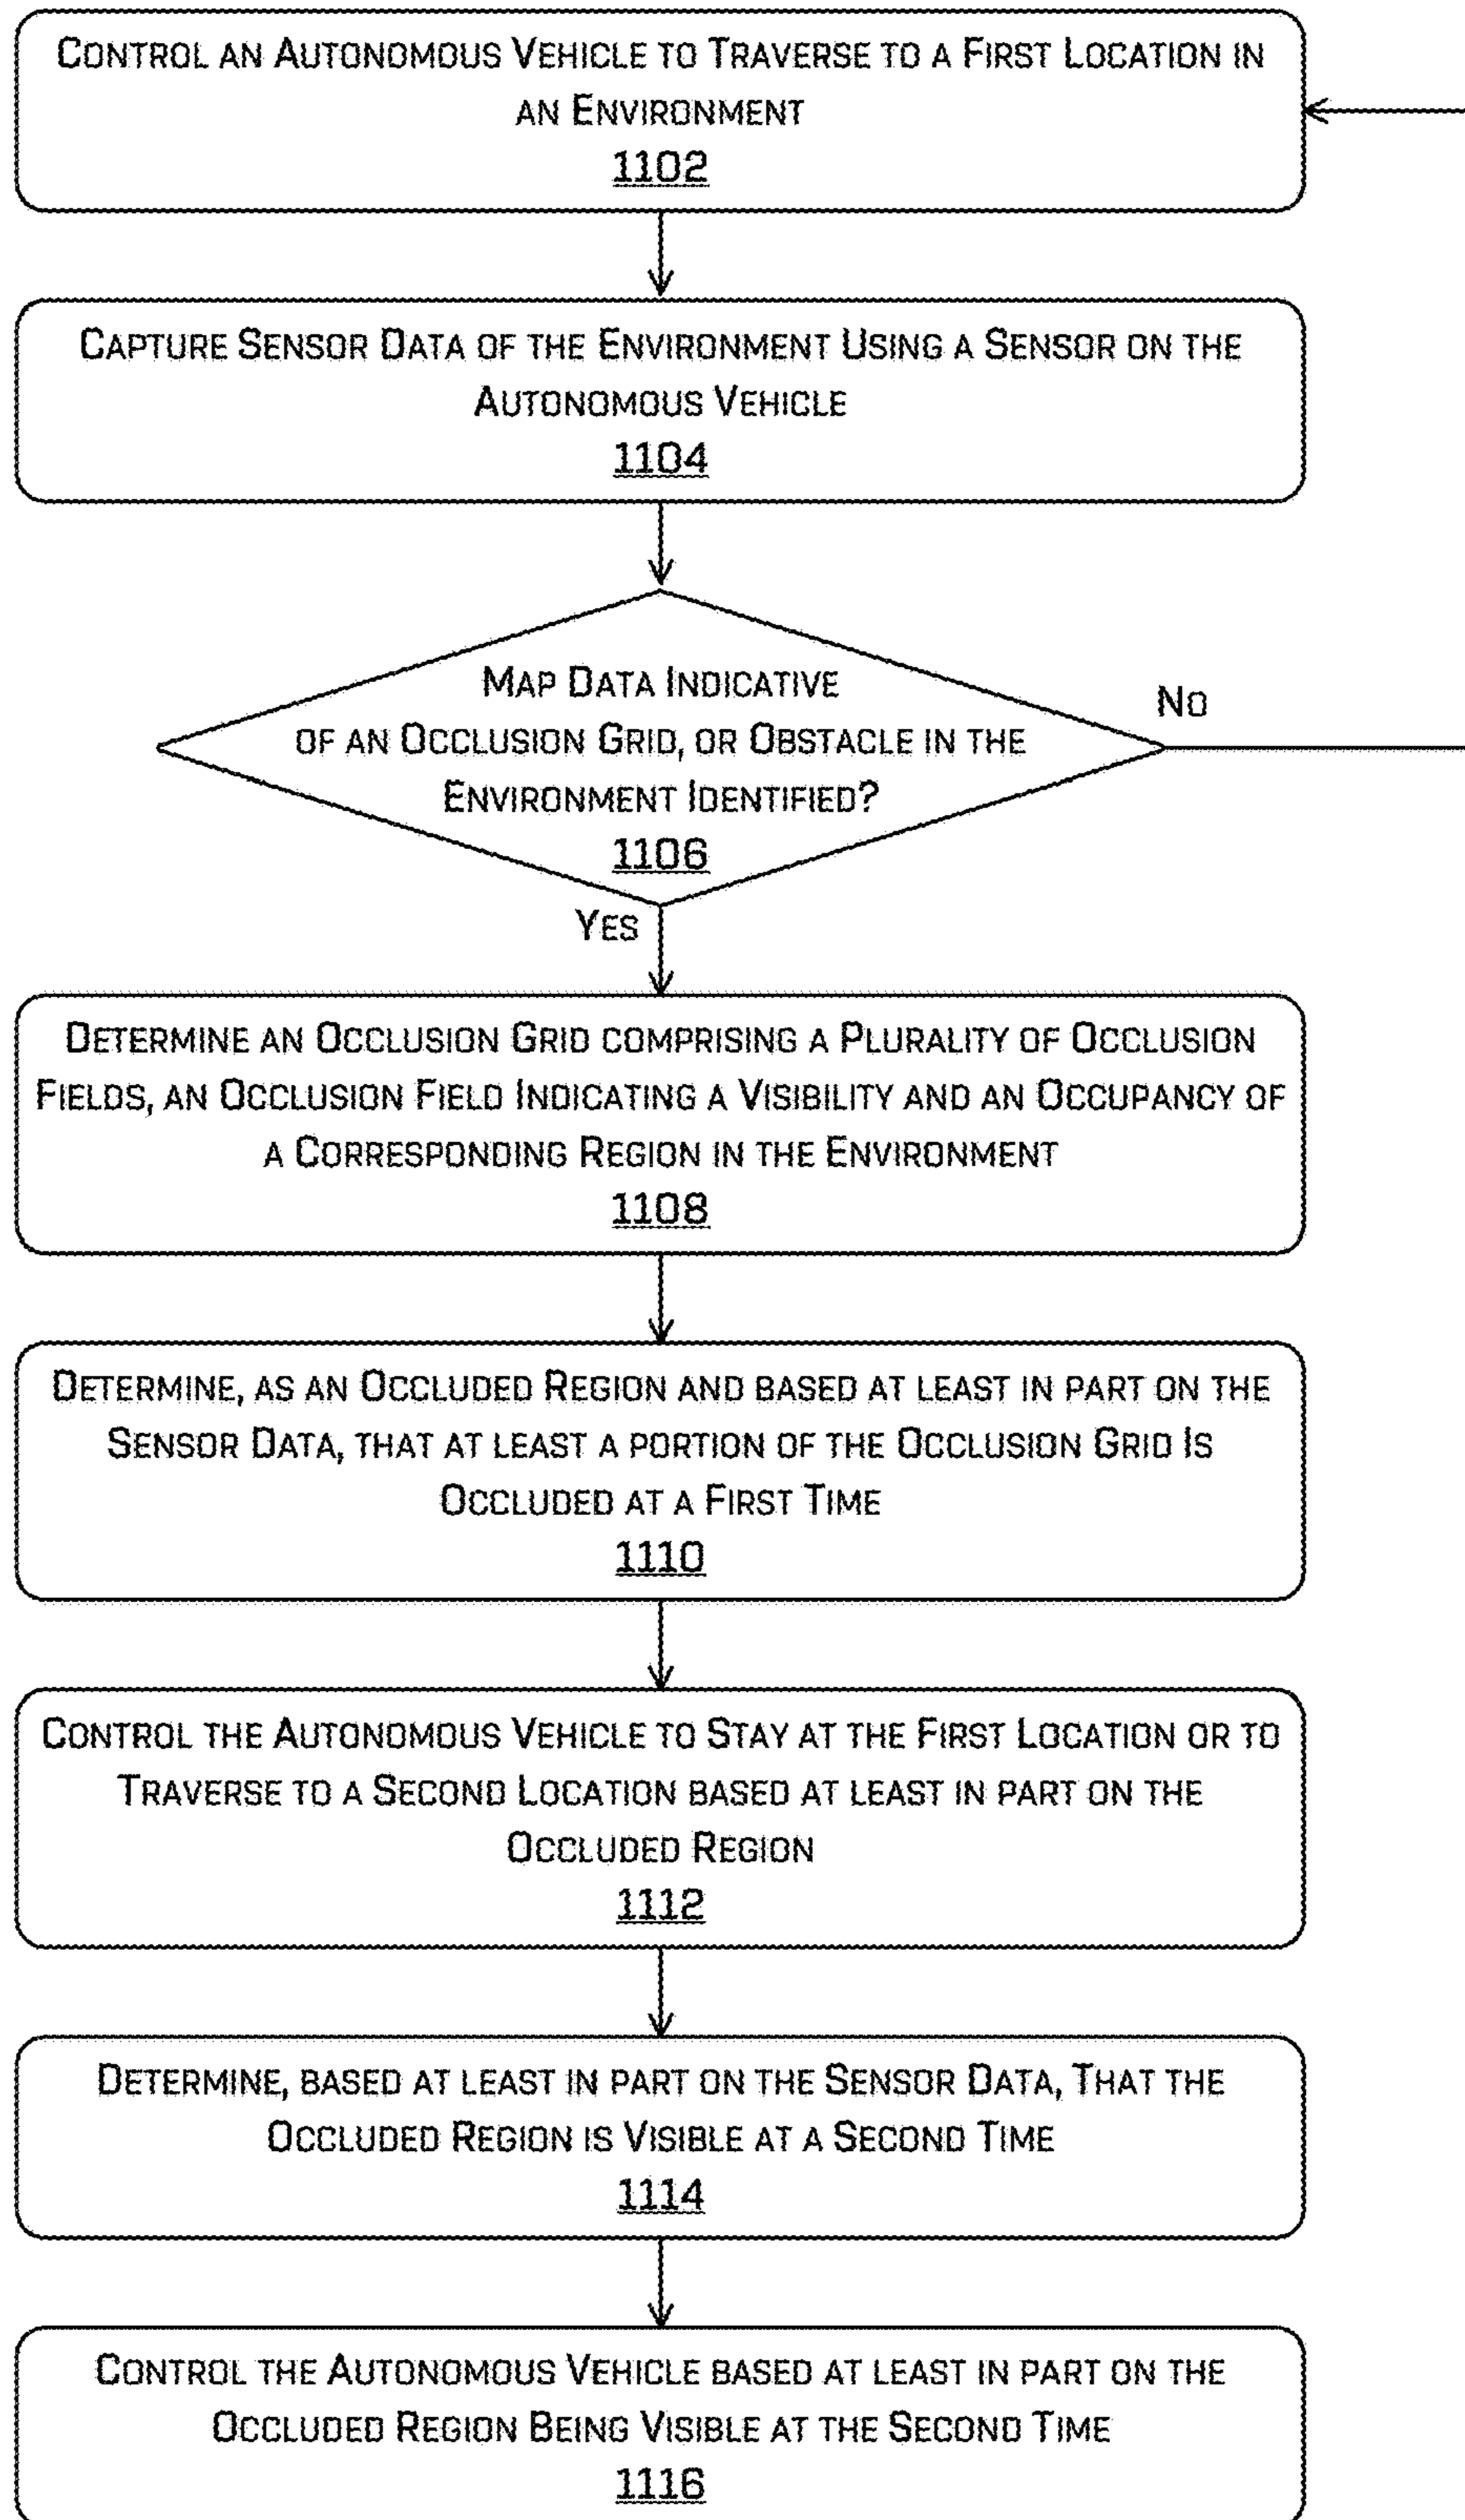 Control an Autonomous Vehicle to Traverse to a First Location in
an Environment
1102
Capture Sensor Data of the Environment Using a Sensor on the
Autonomous Vehicle
1104
Map Data Indicative
of an Occlusion Grid, or Obstacle in the
Environment Identified?
1106
No
Yes
Determine an Occlusion Grid comprising a Plurality of Occlusion
Fields, an Occlusion Field Indicating a Visibility and an Occupancy of
a Corresponding Region in the Environment
1108
Determine, as an Occluded Region and based at least in part on the
Sensor Data, that at least a portion of the Occlusion Grid Is
Occluded at a First Time
1110
Control the Autonomous Vehicle to Stay at the First Location or to
Traverse to a Second Location based at least in part on the
Occluded Region
1112
Determine, based at least in part on the Sensor Data, That the
Occluded Region is Visible at a Second Time
1114
Control the Autonomous Vehicle based at least in part on the
Occluded Region Being Visible at the Second Time
1116